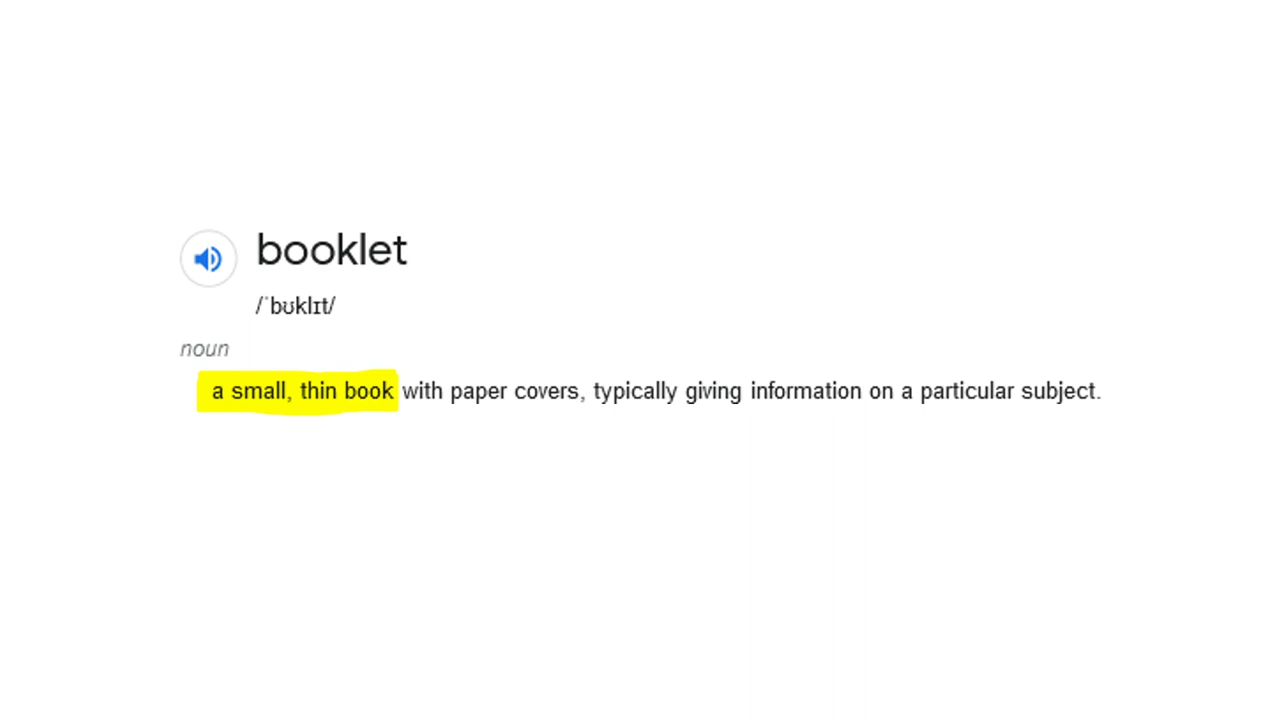 booklet
/ˈbʊklɪt/
noun
a small, thin book with paper covers, typically giving information on a particular subject.